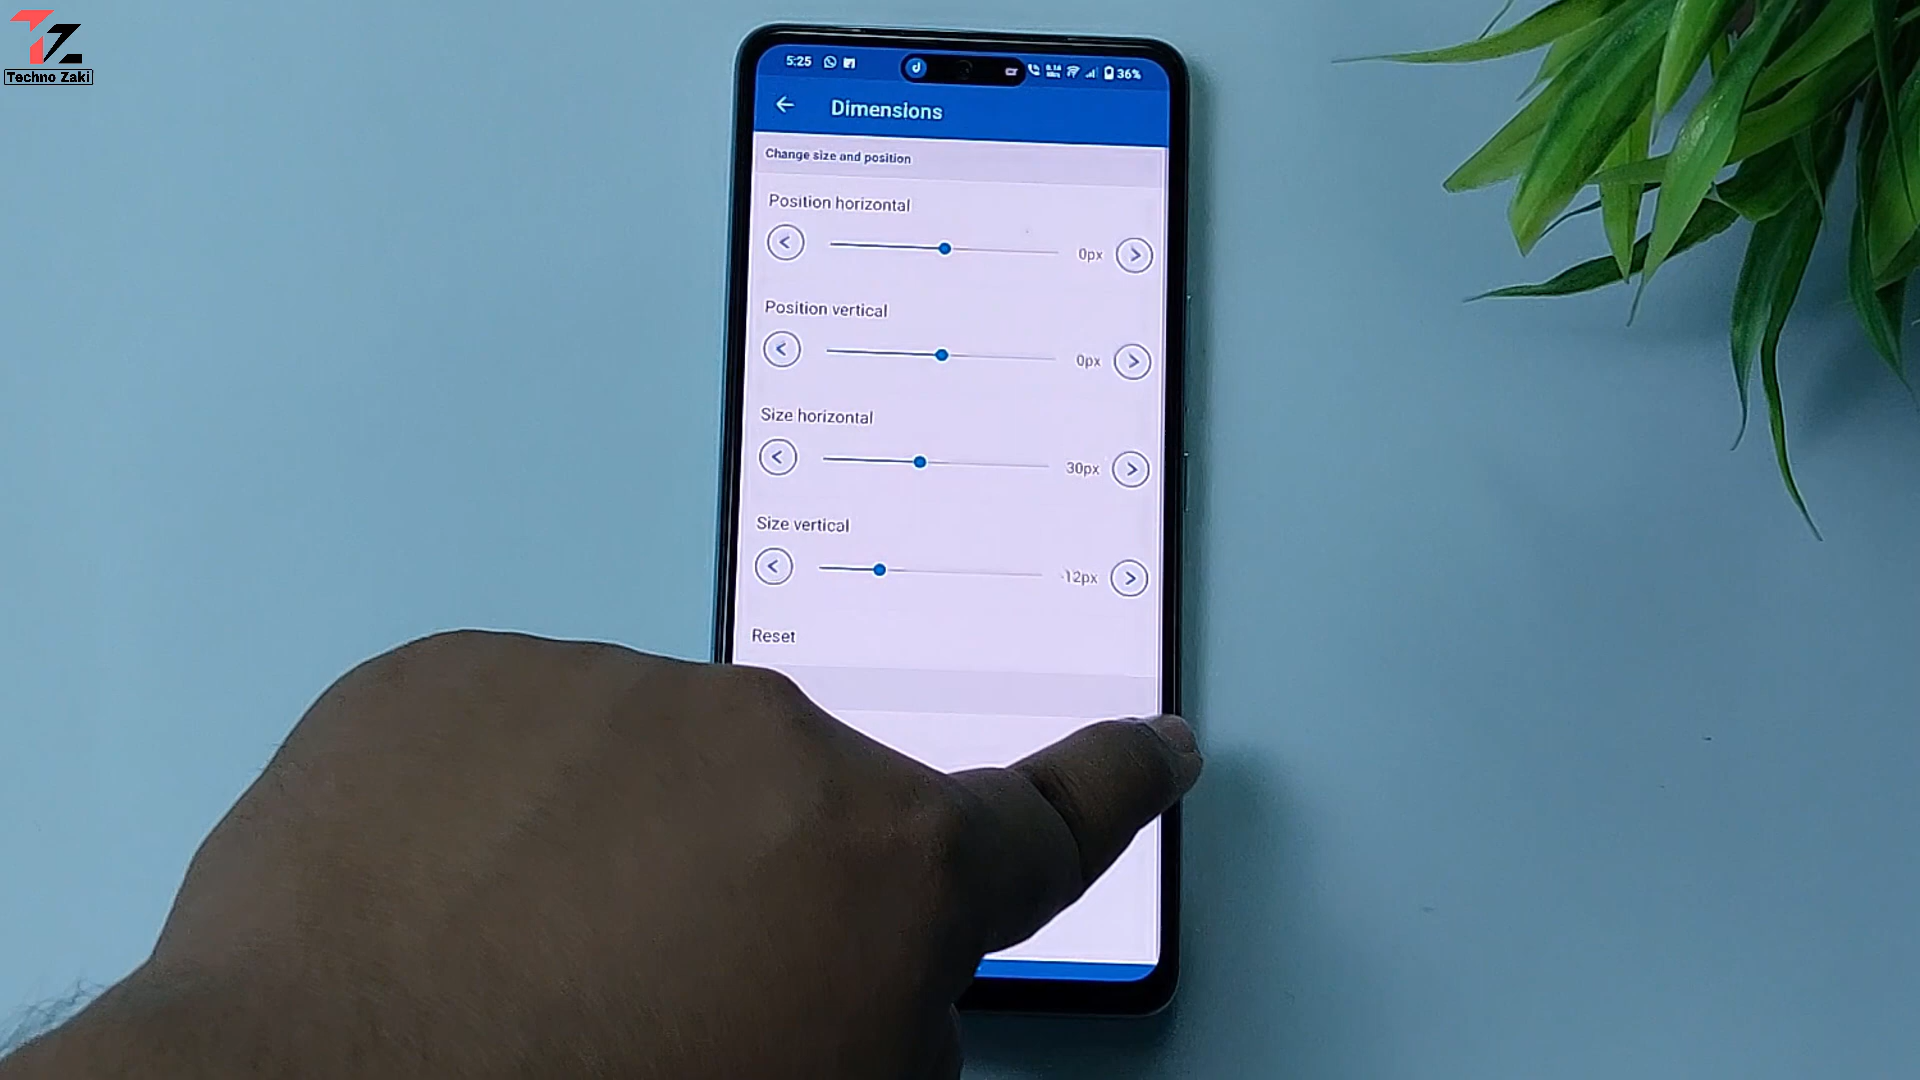 TZ
Techno Zaki
5:25
36%
Dimensions
Change size and position
Position horizontal
0px
Position vertical
0px
Size horizontal
30px
Size vertical
-12px
Reset